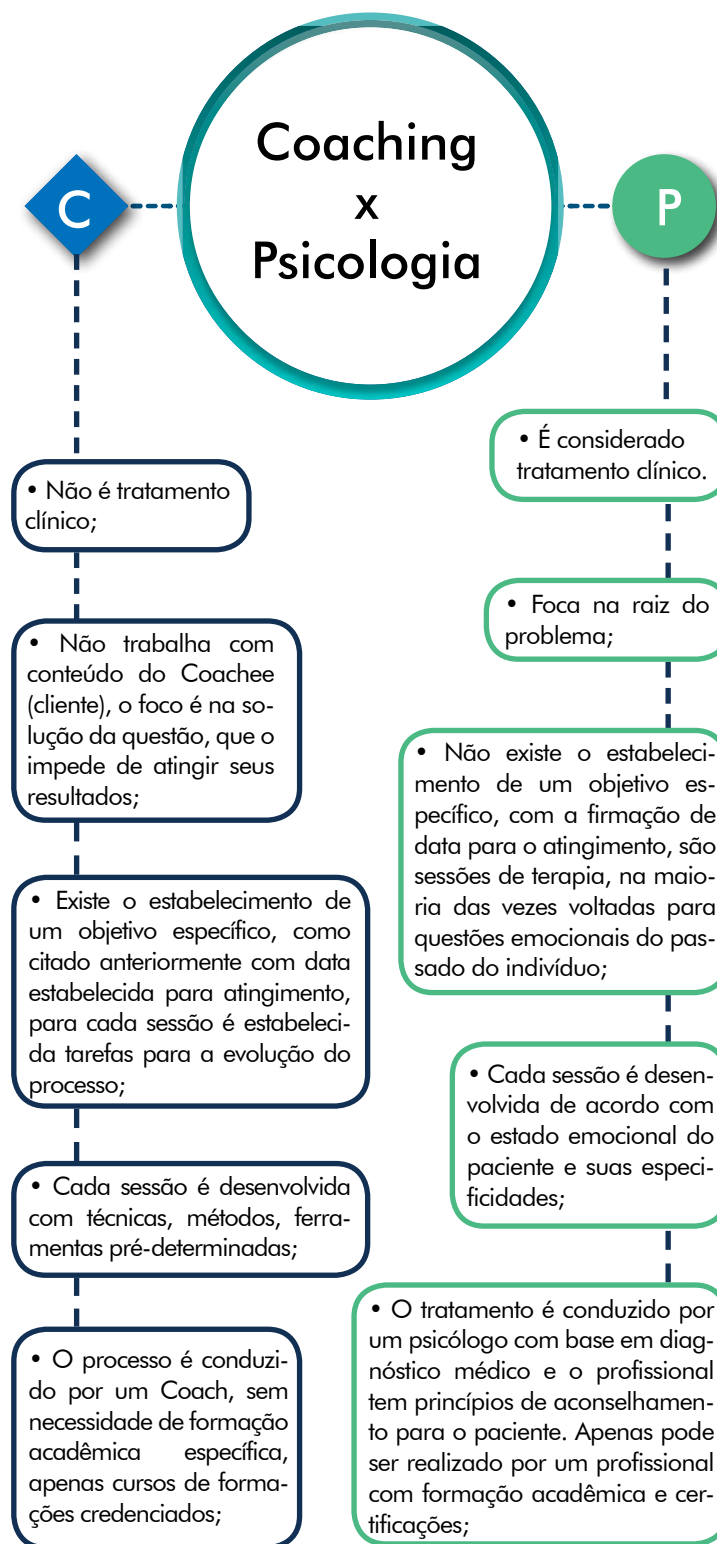 Coaching
x
Psicologia
C
P
• Não é tratamento
clínico;
• Não trabalha com
conteúdo do Coachee
(cliente), o foco é na so-
lução da questão, que o
impede de atingir seus
resultados;
• Existe o estabelecimento de
um objetivo específico, como
citado anteriormente com data
estabelecida para atingimento,
para cada sessão é estabeleci-
da tarefas para a evolução do
processo;
• Cada sessão é desenvolvida
com técnicas, métodos, ferra-
mentas pré-determinadas;
• O processo é conduzi-
do por um Coach, sem
necessidade de formação
acadêmica específica,
apenas cursos de forma-
ções credenciados;
• É considerado
tratamento clínico.
• Foca na raiz do
problema;
• Não existe o estabeleci-
mento de um objetivo es-
pecífico, com a firmação de
data para o atingimento, são
sessões de terapia, na maio-
ria das vezes voltadas para
questões emocionais do pas-
sado do indivíduo;
• Cada sessão é desen-
volvida de acordo com
o estado emocional do
paciente e suas especi-
ficidades;
• O tratamento é conduzido por
um psicólogo com base em diag-
nóstico médico e o profissional
tem princípios de aconselhamen-
to para o paciente. Apenas pode
ser realizado por um profissional
com formação acadêmica e cer-
tificações;